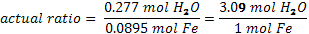 actual ratio = 0.277 mol H₂O / 0.0895 mol Fe = 3.09 mol H₂O / 1 mol Fe